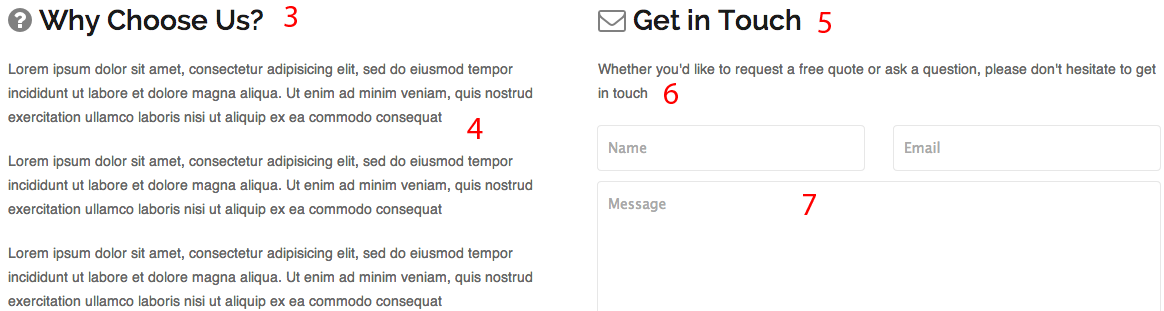 ? Why Choose Us? 3
Lorem ipsum dolor sit amet, consectetur adipisicing elit, sed do eiusmod tempor
incididunt ut labore et dolore magna aliqua. Ut enim ad minim veniam, quis nostrud
exercitation ullamco laboris nisi ut aliquip ex ea commodo consequat
4
Lorem ipsum dolor sit amet, consectetur adipisicing elit, sed do eiusmod tempor
incididunt ut labore et dolore magna aliqua. Ut enim ad minim veniam, quis nostrud
exercitation ullamco laboris nisi ut aliquip ex ea commodo consequat
Lorem ipsum dolor sit amet, consectetur adipisicing elit, sed do eiusmod tempor
incididunt ut labore et dolore magna aliqua. Ut enim ad minim veniam, quis nostrud
exercitation ullamco laboris nisi ut aliquip ex ea commodo consequat
Get in Touch 5
Whether you'd like to request a free quote or ask a question, please don't hesitate to get
in touch 6
Name
Email
Message 7